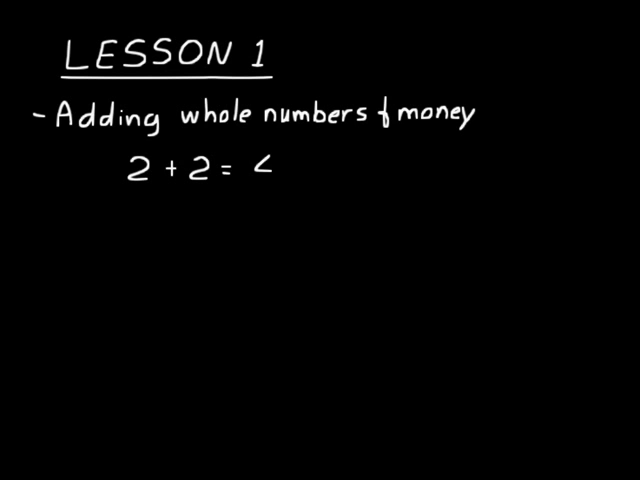 LESSON 1
- Adding whole numbers & money
2 + 2 = <